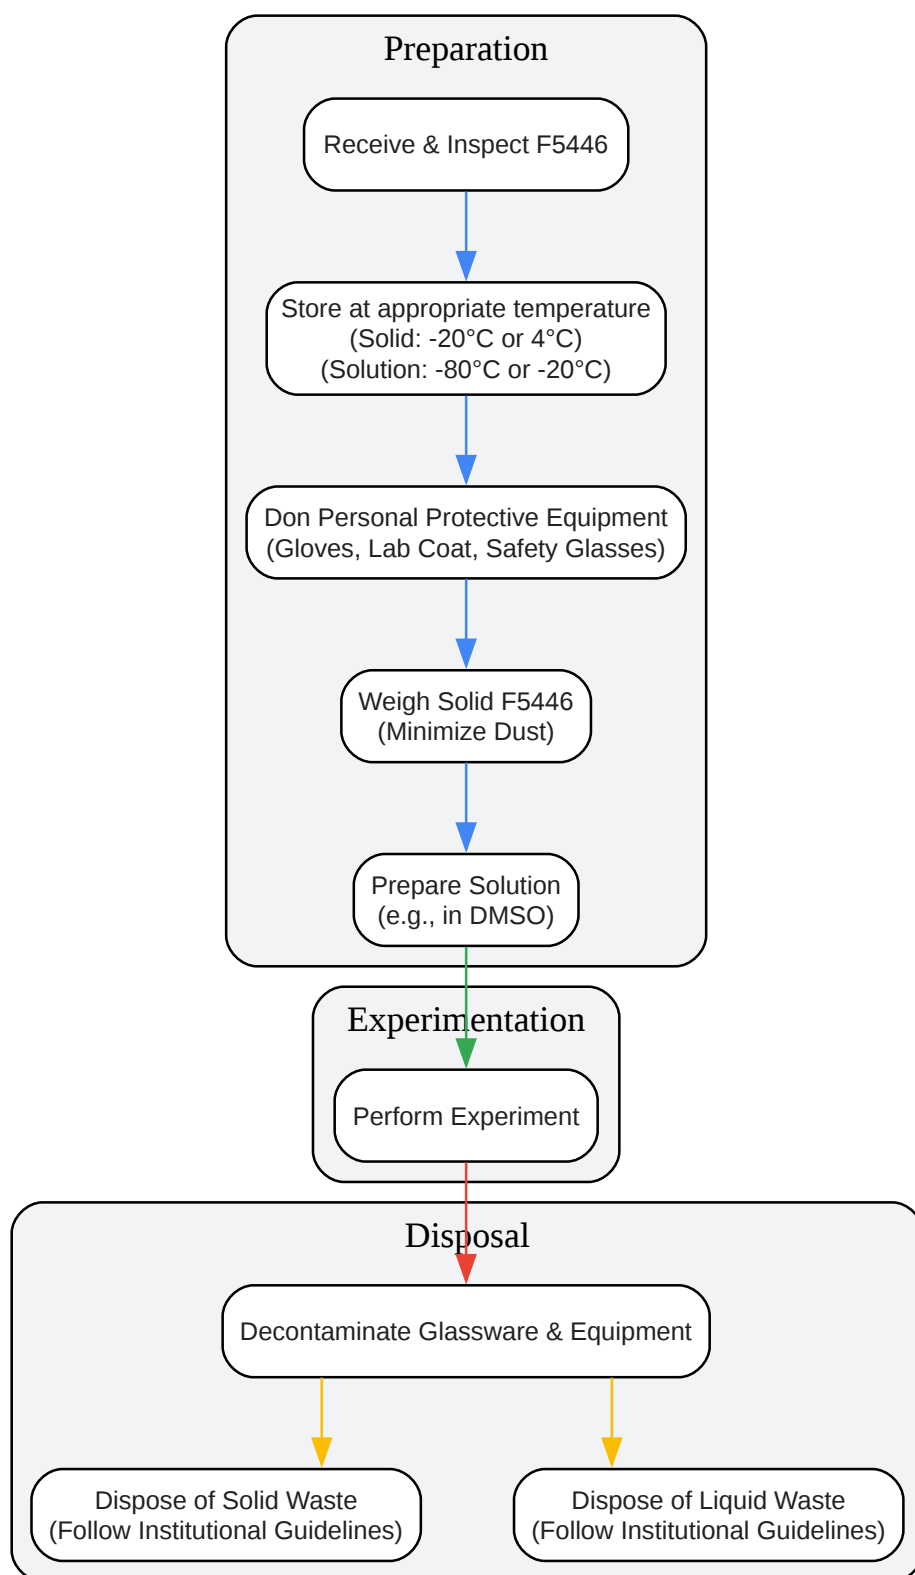 Preparation
Receive & Inspect F5446
Store at appropriate temperature
(Solid: -20°C or 4°C)
(Solution: -80°C or -20°C)
Don Personal Protective Equipment
(Gloves, Lab Coat, Safety Glasses)
Weigh Solid F5446
(Minimize Dust)
Prepare Solution
(e.g., in DMSO)
Experimentation
Perform Experiment
Disposal
Decontaminate Glassware & Equipment
Dispose of Solid Waste
(Follow Institutional Guidelines)
Dispose of Liquid Waste
(Follow Institutional Guidelines)